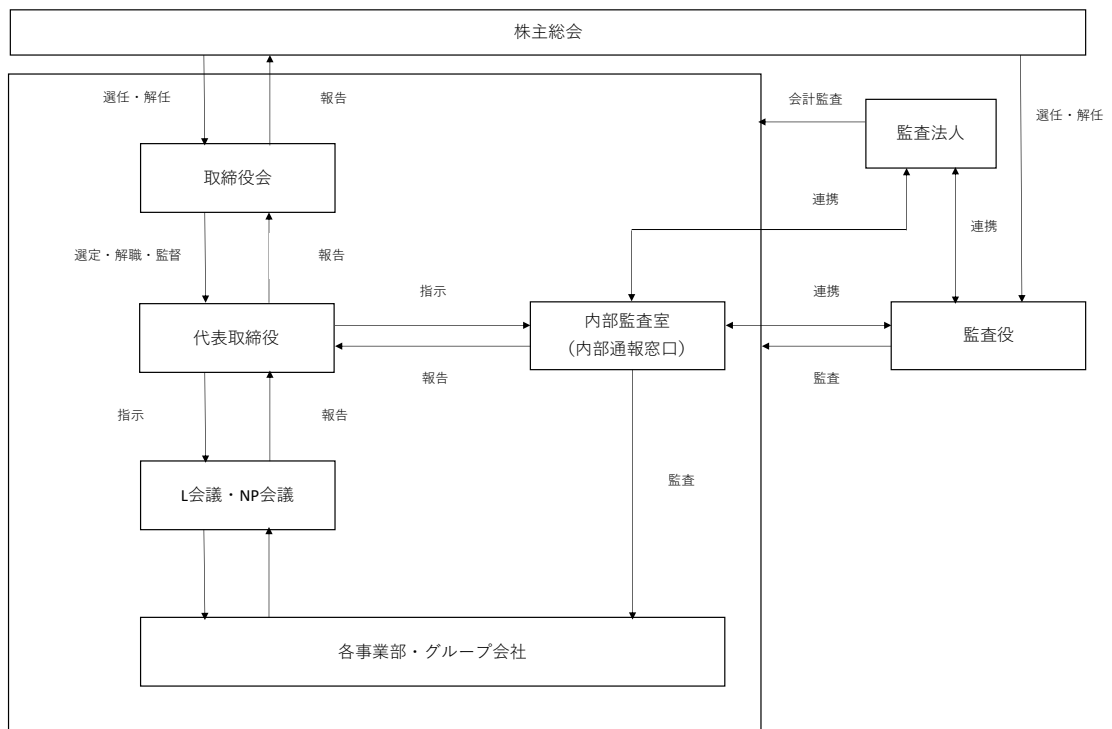 株主総会
選任・解任
報告
会計監査
監査法人
選任・解任
取締役会
連携
連携
選定・解職・監督
報告
指示
連携
代表取締役
内部監査室
（内部通報窓口）
監査役
報告
監査
指示
報告
L会議・NP会議
監査
各事業部・グループ会社